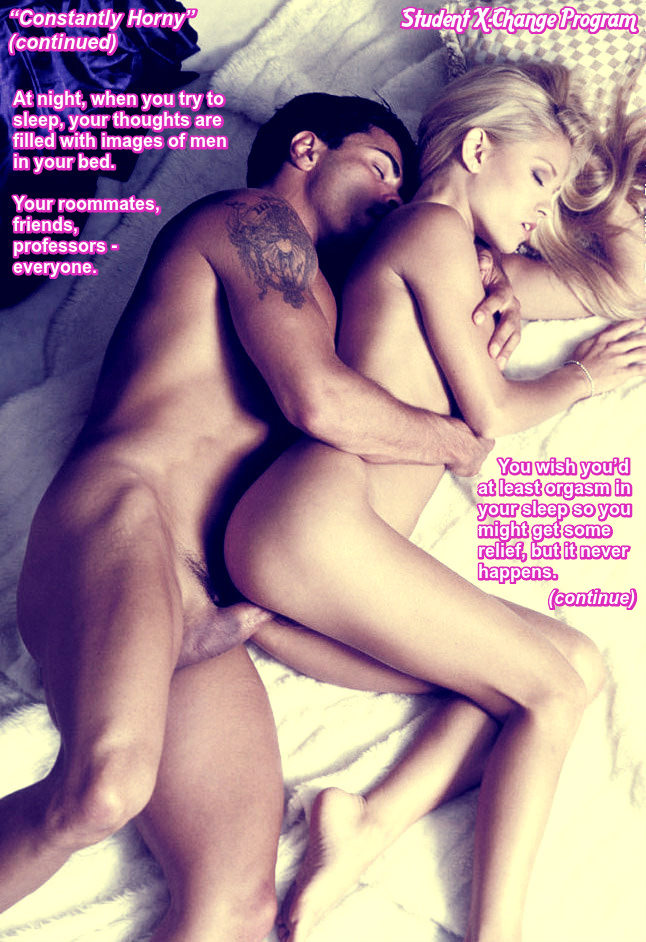 "Constantly Horny"
(continued)
Student X-Change Program
At night, when you try to
sleep, your thoughts are
filled with images of men
in your bed.
Your roommates,
friends,
professors -
everyone.
You wish you'd
at least orgasm in
your sleep so you
might get some
relief, but it never
happens.
(continue)